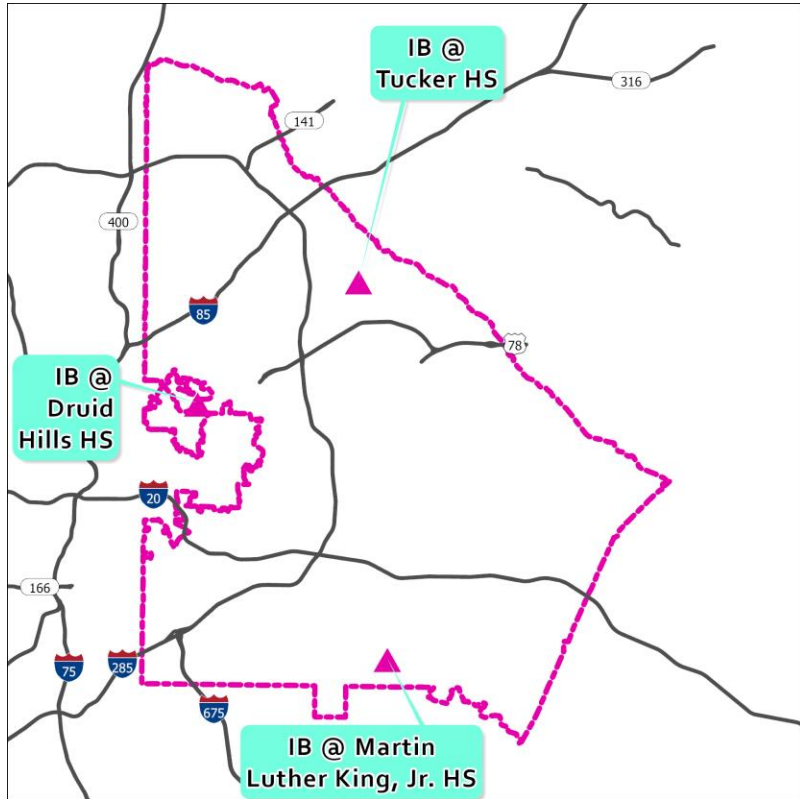 IB @
Tucker HS
316
141
400
85
78
IB @
Druid
Hills HS
20
166
285
75
675
IB @ Martin
Luther King, Jr. HS